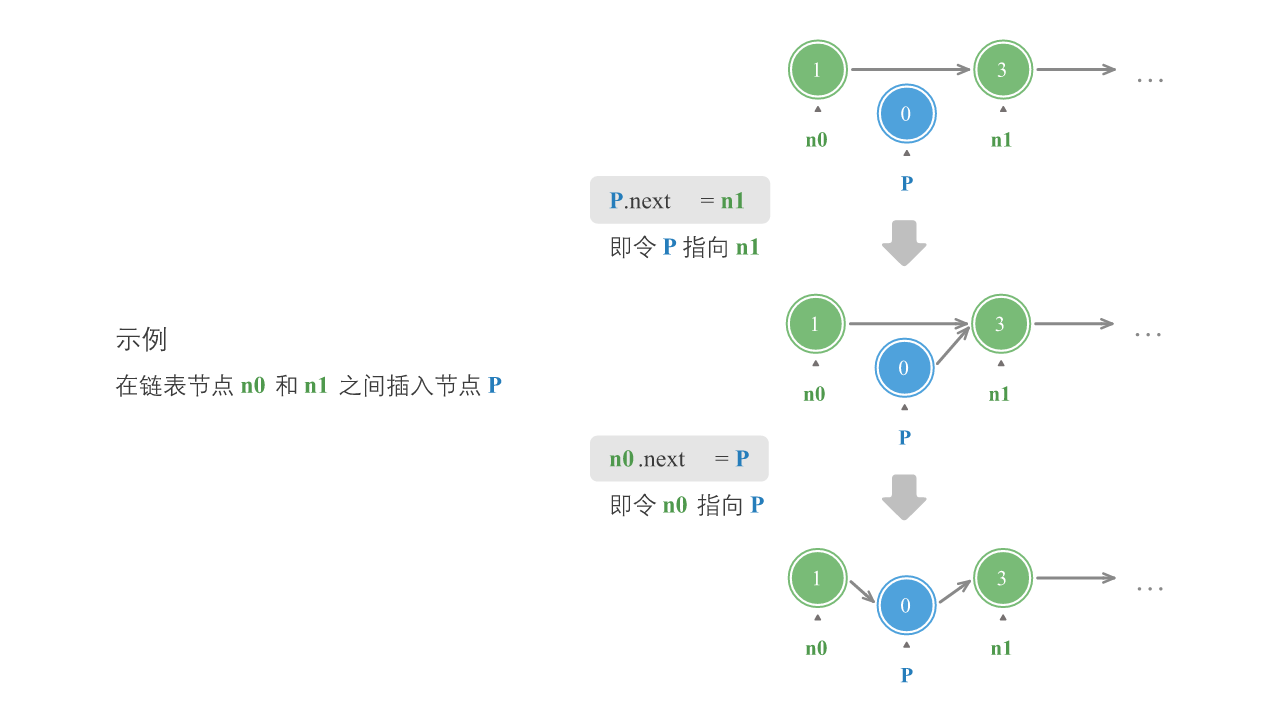 示例
在链表节点 n0 和 n1 之间插入节点 P
1 3 ...
0
n0 n1
P
P.next = n1
即令 P 指向 n1
1 3 ...
0
n0 n1
P
n0.next = P
即令 n0 指向 P
1 3 ...
0
n0 n1
P